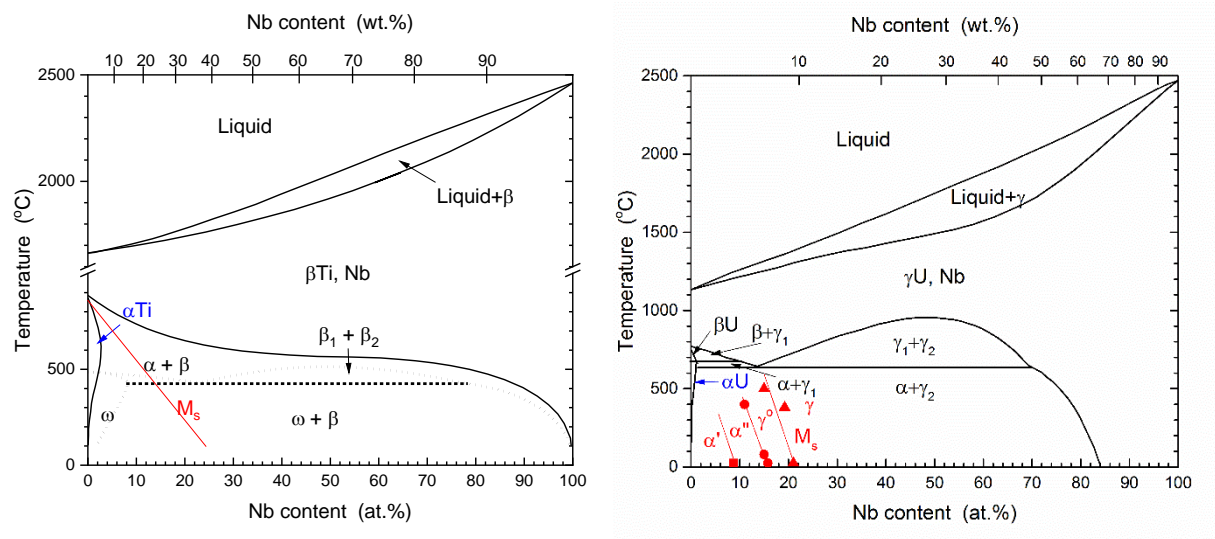 Nb content (wt.%)
10 20 30 40 50 60 70 80 90
2500
2000
500
0
Temperature (°C)
Liquid
Liquid+β
βTi, Nb
αTi
β₁ + β₂
α + β
Mₛ
ω
ω + β
0 10 20 30 40 50 60 70 80 90 100
Nb content (at.%)
Nb content (wt.%)
10 20 30 40 50 60 70 80 90
2500
2000
1500
1000
500
0
Temperature (°C)
Liquid
Liquid+γ
γU, Nb
βU
β+γ₁
γ₁+γ₂
αU
α+γ₁
α+γ₂
α' α'' γ⁰ γ
Mₛ
0 10 20 30 40 50 60 70 80 90 100
Nb content (at.%)